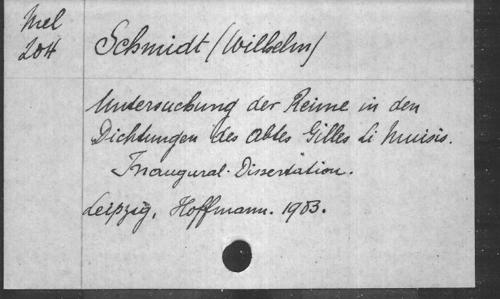 Mel
204
Schmidt (Wilhelm)
Untersuchung der Reime in den
Dichtungen des Abtes Gilles Li Muisis.
Inaugural-Dissertation.
Leipzig, Hoffmann. 1903.